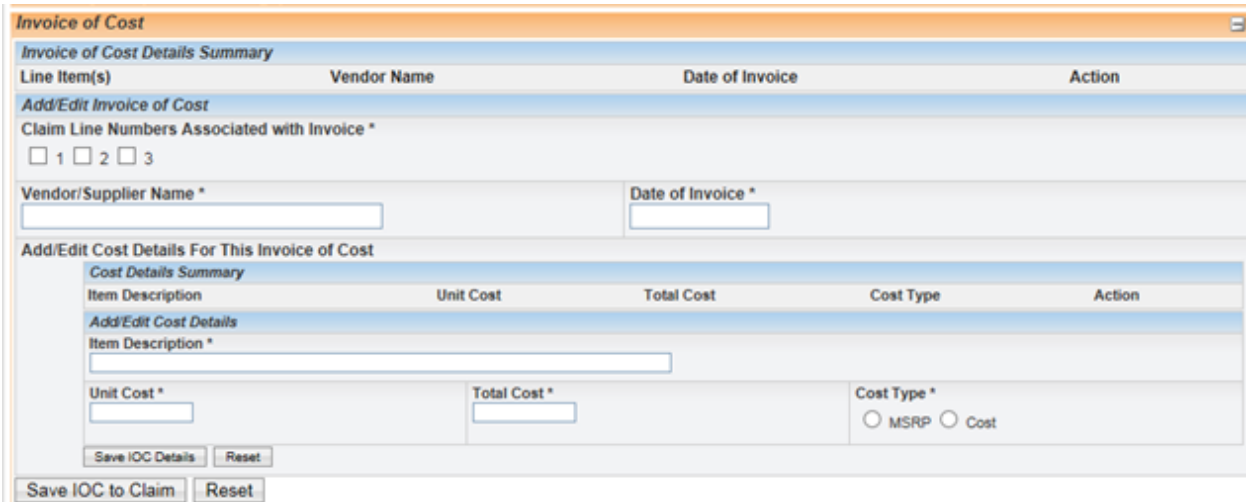 Invoice of Cost
Invoice of Cost Details Summary
Line Item(s) Vendor Name Date of Invoice Action
Add/Edit Invoice of Cost
Claim Line Numbers Associated with Invoice *
1 2 3
Vendor/Supplier Name * Date of Invoice *
Add/Edit Cost Details For This Invoice of Cost
Cost Details Summary
Item Description Unit Cost Total Cost Cost Type Action
Add/Edit Cost Details
Item Description *
Unit Cost * Total Cost * Cost Type *
MSRP Cost
Save IOC Details Reset
Save IOC to Claim Reset